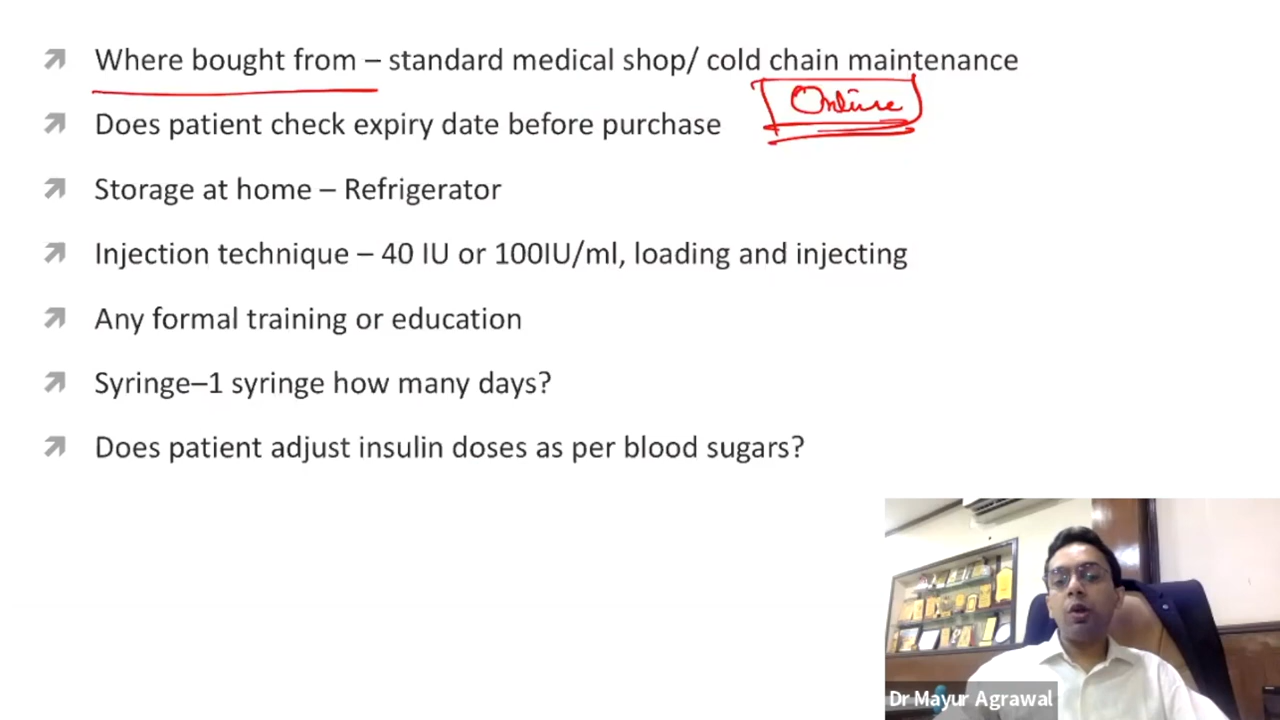 Where bought from – standard medical shop/ cold chain maintenance
Online
Does patient check expiry date before purchase
Storage at home – Refrigerator
Injection technique – 40 IU or 100IU/ml, loading and injecting
Any formal training or education
Syringe–1 syringe how many days?
Does patient adjust insulin doses as per blood sugars?
Dr Mayur Agrawal